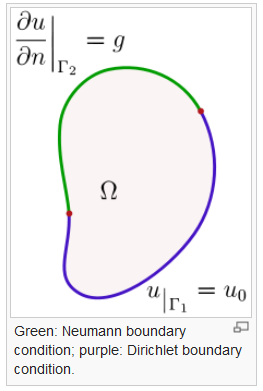 ∂u/∂n|Γ₂ = g
Ω
u|Γ₁ = u₀
Green: Neumann boundary
condition; purple: Dirichlet boundary
condition.